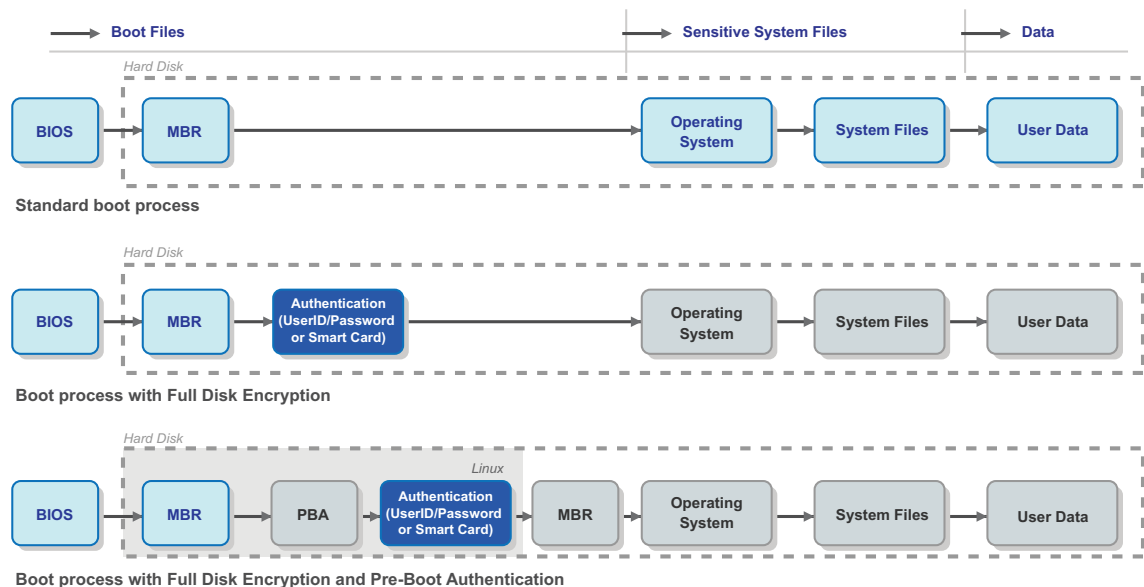 Boot Files
Sensitive System Files
Data
Hard Disk
BIOS
MBR
Operating
System
System Files
User Data
Standard boot process
Hard Disk
BIOS
MBR
Authentication
(UserID/Password
or Smart Card)
Operating
System
System Files
User Data
Boot process with Full Disk Encryption
Hard Disk
Linux
BIOS
MBR
PBA
Authentication
(UserID/Password
or Smart Card)
MBR
Operating
System
System Files
User Data
Boot process with Full Disk Encryption and Pre-Boot Authentication